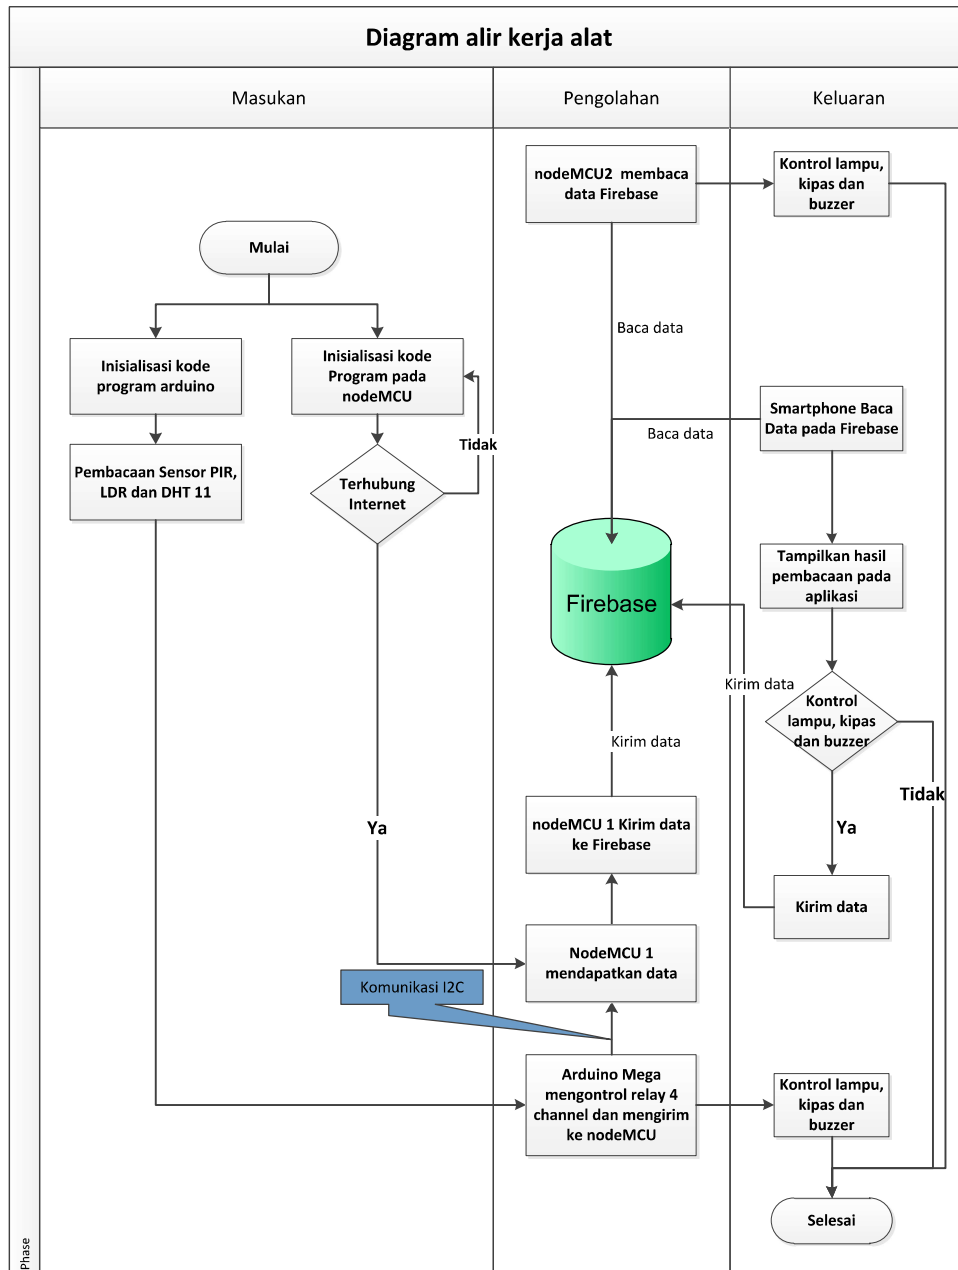 Diagram alir kerja alat
Masukan
Pengolahan
Keluaran
nodeMCU2 membaca
data Firebase
Kontrol lampu,
kipas dan
buzzer
Mulai
Baca data
Inisialisasi kode
program arduino
Inisialisasi kode
Program pada
nodeMCU
Smartphone Baca
Data pada Firebase
Baca data
Tidak
Pembacaan Sensor PIR,
LDR dan DHT 11
Terhubung
Internet
Tampilkan hasil
pembacaan pada
aplikasi
Firebase
Kirim data
Kontrol
lampu, kipas
dan buzzer
Kirim data
Tidak
Ya
Ya
nodeMCU 1 Kirim data
ke Firebase
Kirim data
NodeMCU 1
mendapatkan data
Komunikasi I2C
Arduino Mega
mengontrol relay 4
channel dan mengirim
ke nodeMCU
Kontrol lampu,
kipas dan
buzzer
Selesai
Phase